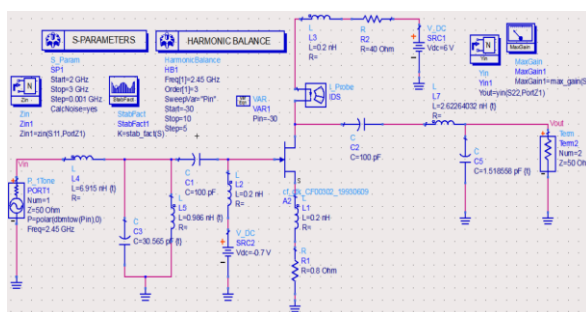 S-PARAMETERS
HARMONIC BALANCE
S_Param
SP1
Start=2 GHz
Stop=3 GHz
Step=0.001 GHz
CalcNoise=yes
HarmonicBalance
HB1
Freq[1]=2.45 GHz
Order[1]=3
SweepVar="Pin"
Start=-30
Stop=10
Step=5
Zin
Zin
Zin1
Zin1=zin(S11,PortZ1)
StabFact
StabFact
StabFact1
K=stab_fact(S)
VAR
VAR1
Pin=-30
L
L3
L=0.2 nH
R=
R
R2
R=40 Ohm
V_DC
SRC1
Vdc=6 V
I_Probe
IDS
Yin
Yin
Yin1
Yout=yin(S22,PortZ1)
MaxGain
MaxGain
MaxGain1
MaxGain1=max_gain(S
Vin
P_1Tone
PORT1
Num=1
Z=50 Ohm
P=polar(dbmtow(Pin),0)
Freq=2.45 GHz
L
L4
L=6.915 nH {t}
R=
C
C3
C=30.565 pF {t}
L
L5
L=0.986 nH {t}
R=
C
C1
C=100 pF
L
L2
L=0.2 nH
R=
V_DC
SRC2
Vdc=-0.7 V
A2
L
L1
L=0.2 nH
R=
R
R1
R=0.8 Ohm
C
C2
C=100 pF
L
L7
L=2.62264032 nH {t}
R=
C
C5
C=1.518558 pF {t}
Vout
Term
Term2
Num=2
Z=50 Ohm